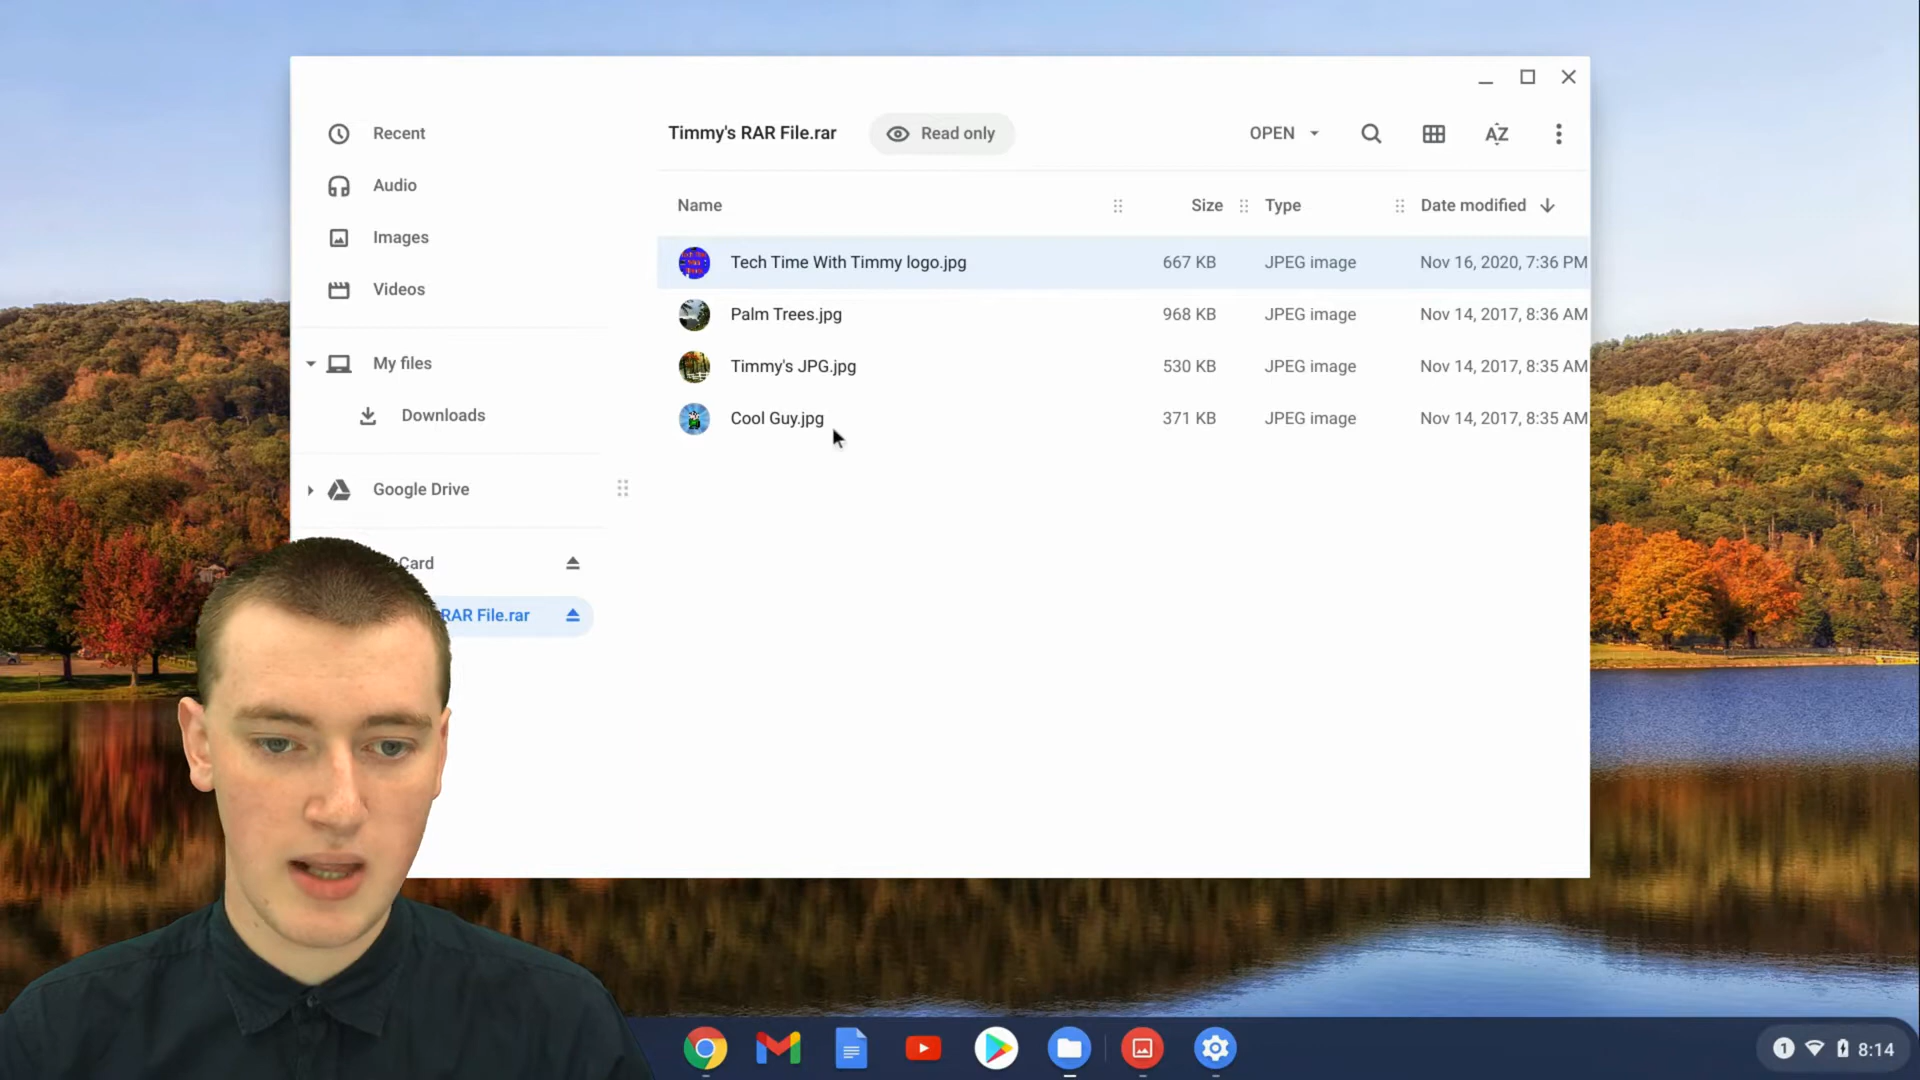 Recent
Audio
Images
Videos
My files
Downloads
Google Drive
Card
RAR File.rar
Timmy's RAR File.rar
Read only
OPEN
AZ
Name Size Type Date modified
Tech Time With Timmy logo.jpg 667 KB JPEG image Nov 16, 2020, 7:36 PM
Palm Trees.jpg 968 KB JPEG image Nov 14, 2017, 8:36 AM
Timmy's JPG.jpg 530 KB JPEG image Nov 14, 2017, 8:35 AM
Cool Guy.jpg 371 KB JPEG image Nov 14, 2017, 8:35 AM
1 8:14